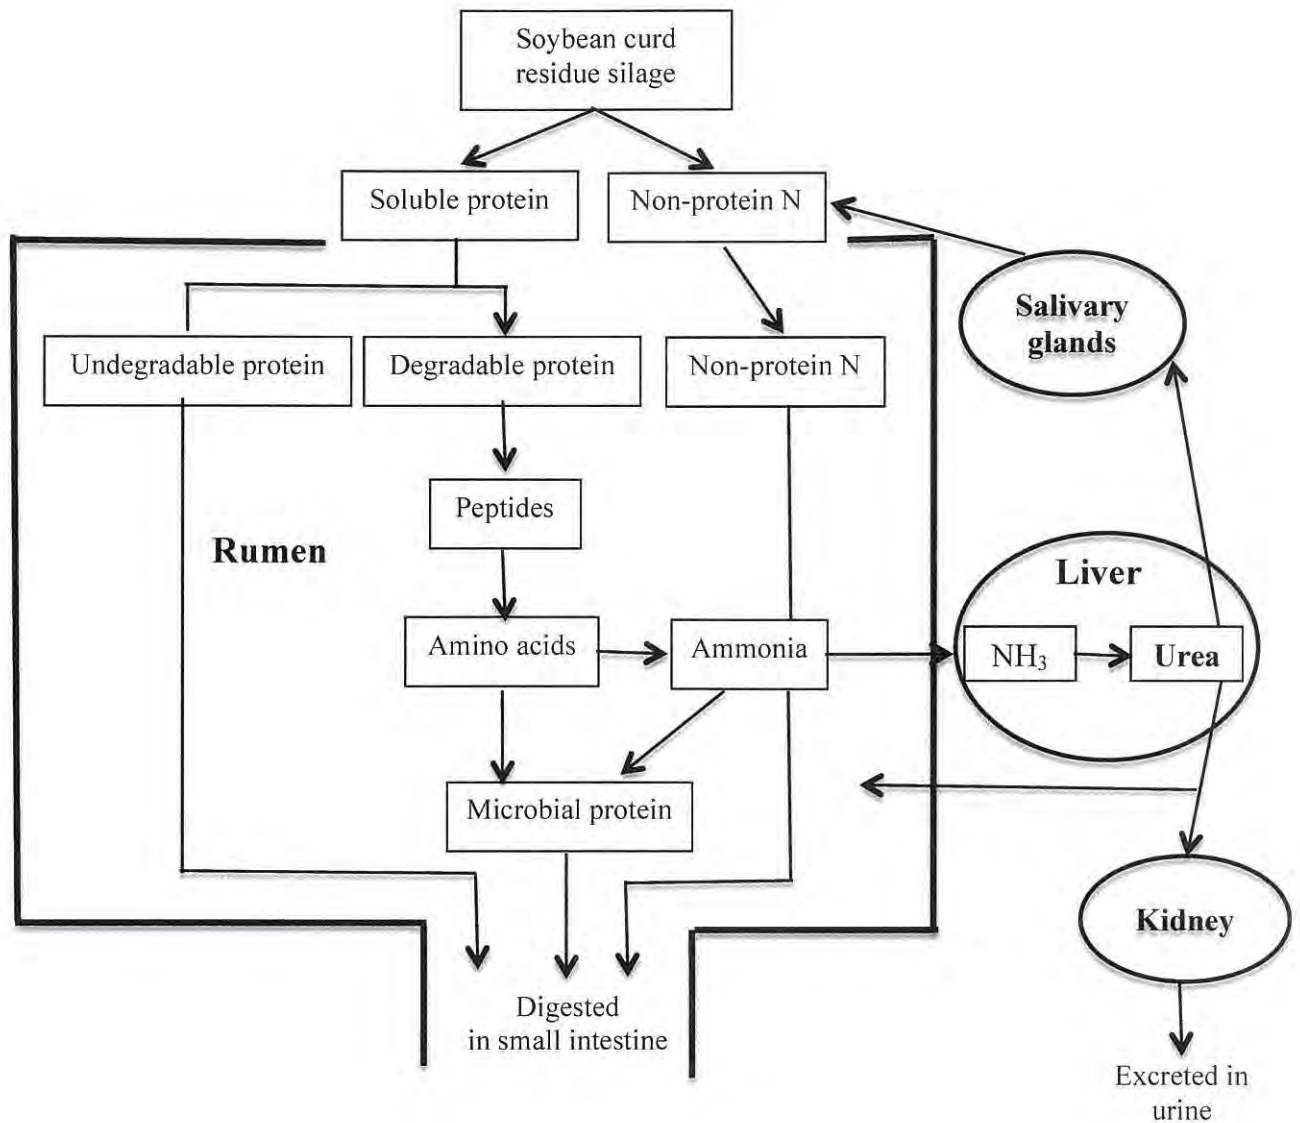 Soybean curd
residue silage
Soluble protein
Non-protein N
Salivary
glands
Undegradable protein
Degradable protein
Non-protein N
Peptides
Rumen
Liver
Amino acids
Ammonia
NH₃
Urea
Microbial protein
Kidney
Digested
in small intestine
Excreted in
urine